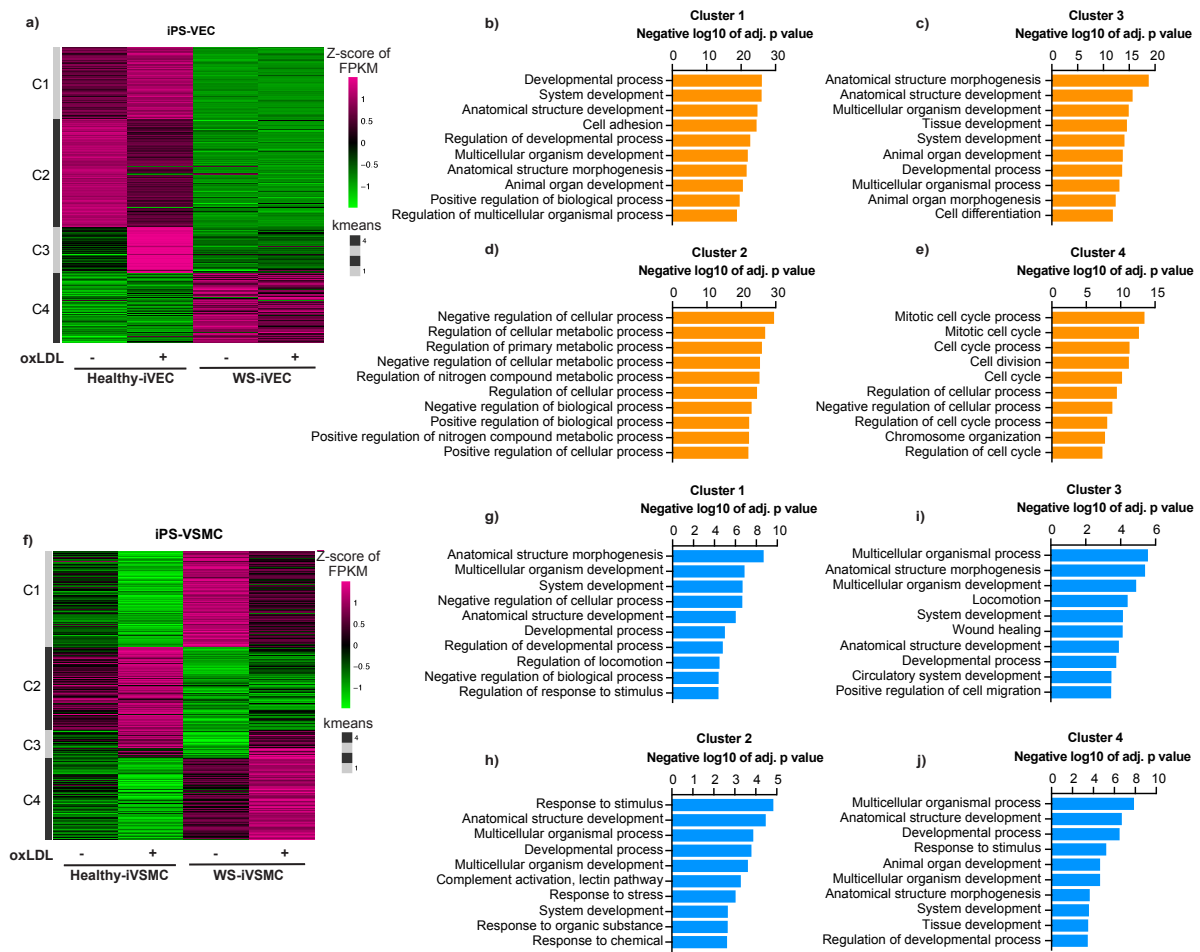 a)
iPS-VEC
Z-score of
FPKM
1
0.5
0
−0.5
−1
kmeans
4
1
C1
C2
C3
C4
oxLDL
- + - +
Healthy-iVEC WS-iVEC
b)
Cluster 1
Negative log10 of adj. p value
0 10 20 30
Developmental process
System development
Anatomical structure development
Cell adhesion
Regulation of developmental process
Multicellular organism development
Anatomical structure morphogenesis
Animal organ development
Positive regulation of biological process
Regulation of multicellular organismal process
c)
Cluster 3
Negative log10 of adj. p value
0 5 10 15 20
Anatomical structure morphogenesis
Anatomical structure development
Multicellular organism development
Tissue development
System development
Animal organ development
Developmental process
Multicellular organismal process
Animal organ morphogenesis
Cell differentiation
d)
Cluster 2
Negative log10 of adj. p value
0 10 20 30
Negative regulation of cellular process
Regulation of cellular metabolic process
Regulation of primary metabolic process
Negative regulation of cellular metabolic process
Regulation of nitrogen compound metabolic process
Regulation of cellular process
Negative regulation of biological process
Positive regulation of biological process
Positive regulation of nitrogen compound metabolic process
Positive regulation of cellular process
e)
Cluster 4
Negative log10 of adj. p value
0 5 10 15
Mitotic cell cycle process
Mitotic cell cycle
Cell cycle process
Cell division
Cell cycle
Regulation of cellular process
Negative regulation of cellular process
Regulation of cell cycle process
Chromosome organization
Regulation of cell cycle
f)
iPS-VSMC
Z-score of
FPKM
1
0.5
0
−0.5
−1
kmeans
4
1
C1
C2
C3
C4
oxLDL
- + - +
Healthy-iVSMC WS-iVSMC
g)
Cluster 1
Negative log10 of adj. p value
0 2 4 6 8 10
Anatomical structure morphogenesis
Multicellular organism development
System development
Negative regulation of cellular process
Anatomical structure development
Developmental process
Regulation of developmental process
Regulation of locomotion
Negative regulation of biological process
Regulation of response to stimulus
i)
Cluster 3
Negative log10 of adj. p value
0 2 4 6
Multicellular organismal process
Anatomical structure morphogenesis
Multicellular organism development
Locomotion
System development
Wound healing
Anatomical structure development
Developmental process
Circulatory system development
Positive regulation of cell migration
h)
Cluster 2
Negative log10 of adj. p value
0 1 2 3 4 5
Response to stimulus
Anatomical structure development
Multicellular organismal process
Developmental process
Multicellular organism development
Complement activation, lectin pathway
Response to stress
System development
Response to organic substance
Response to chemical
j)
Cluster 4
Negative log10 of adj. p value
0 2 4 6 8 10
Multicellular organismal process
Anatomical structure development
Developmental process
Response to stimulus
Animal organ development
Multicellular organism development
Anatomical structure morphogenesis
System development
Tissue development
Regulation of developmental process